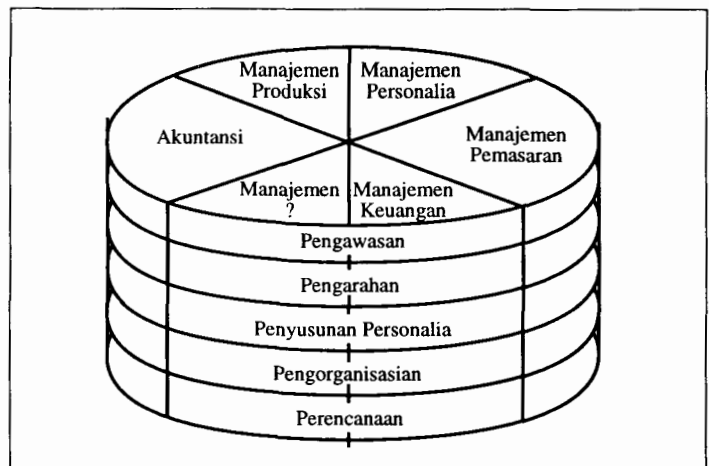 Manajemen
Produksi
Manajemen
Personalia
Akuntansi
Manajemen
Pemasaran
Manajemen
?
Manajemen
Keuangan
Pengawasan
Pengarahan
Penyusunan Personalia
Pengorganisasian
Perencanaan